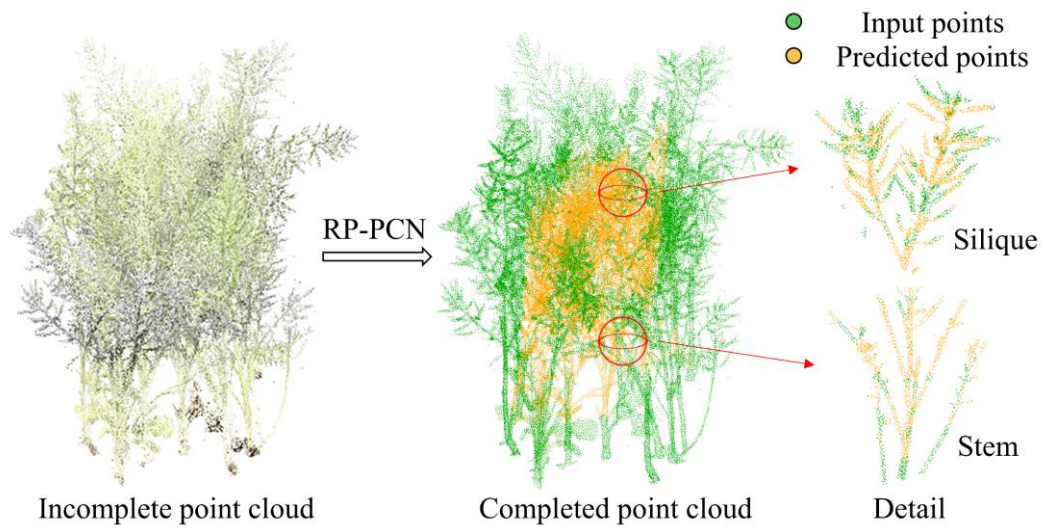 Input points
Predicted points
RP-PCN
Silique
Stem
Incomplete point cloud
Completed point cloud
Detail